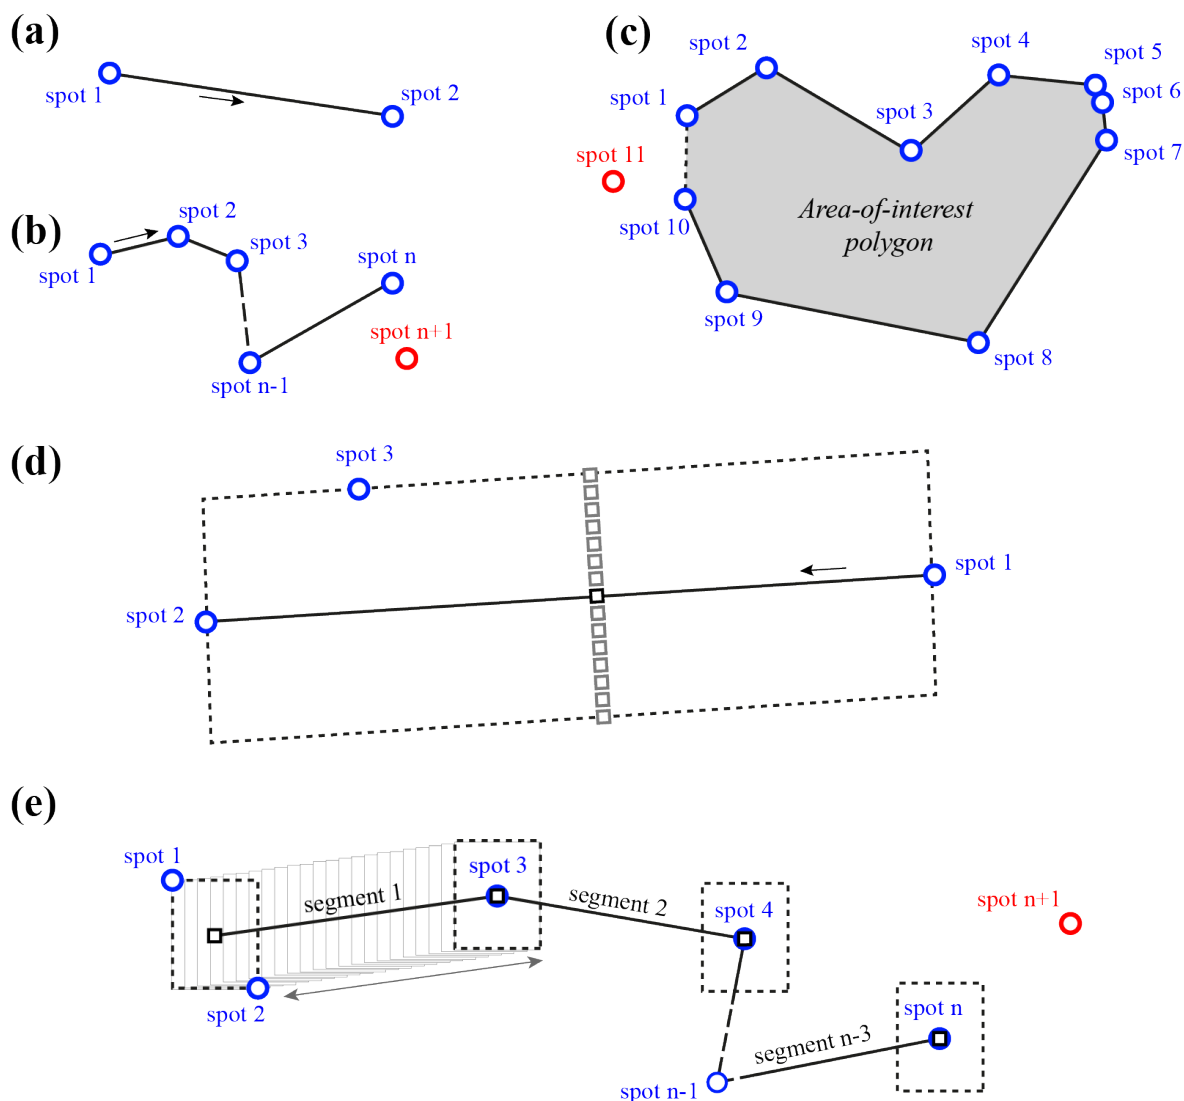 (a)
spot 1
spot 2
(b)
spot 1
spot 2
spot 3
spot n-1
spot n
spot n+1
(c)
spot 1
spot 2
spot 3
spot 4
spot 5
spot 6
spot 7
spot 8
spot 9
spot 10
spot 11
Area-of-interest
polygon
(d)
spot 3
spot 1
spot 2
(e)
spot 1
spot 2
segment 1
spot 3
segment 2
spot 4
spot n-1
segment n-3
spot n
spot n+1